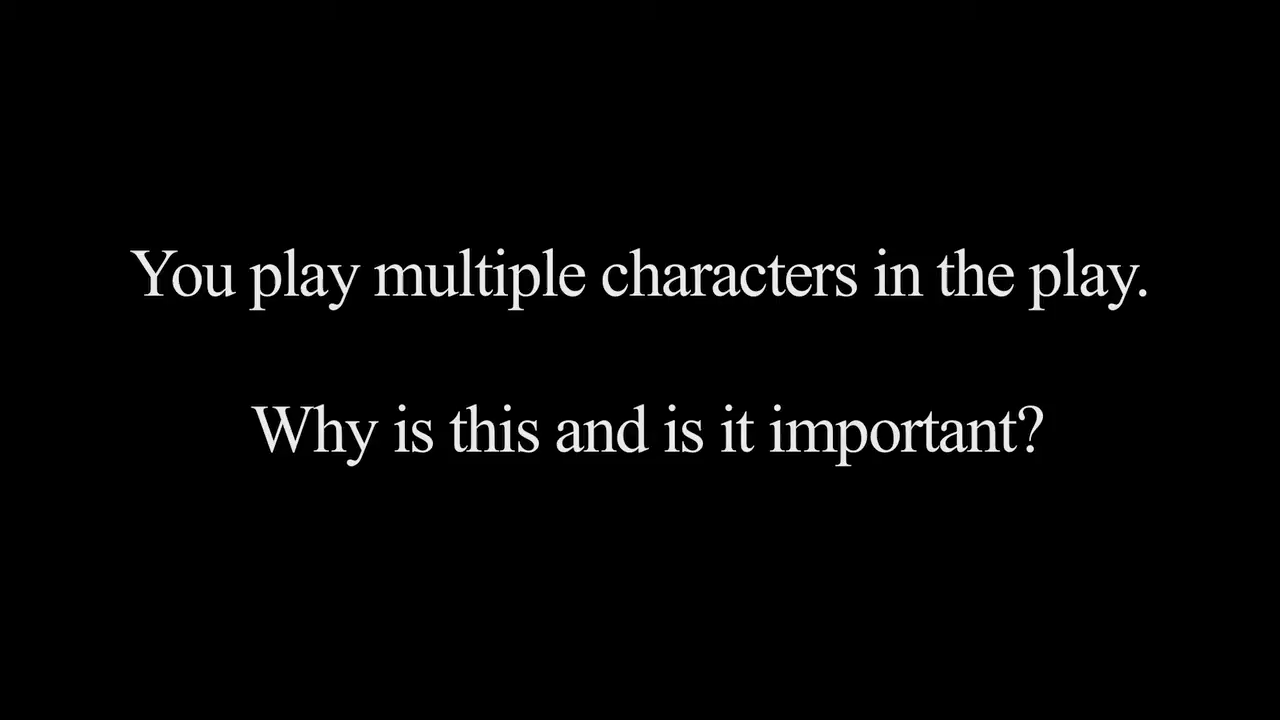 You play multiple characters in the play.
Why is this and is it important?